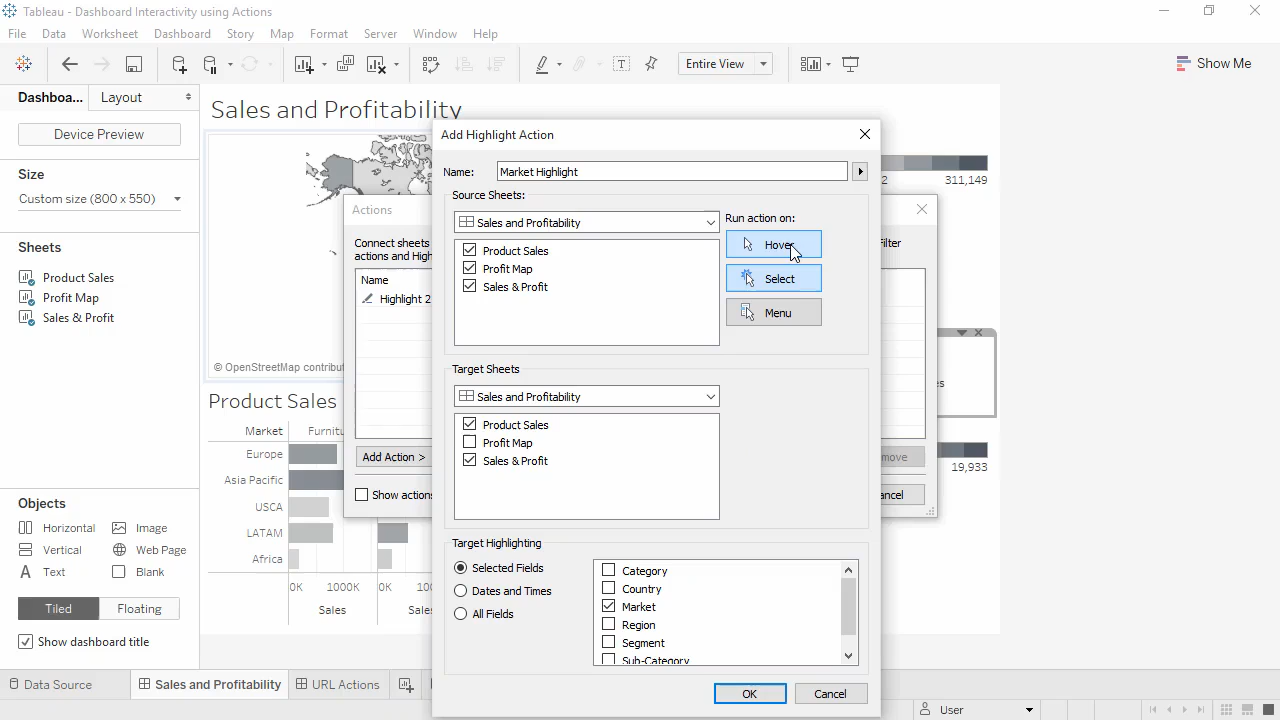 Tableau - Dashboard Interactivity using Actions
File Data Worksheet Dashboard Story Map Format Server Window Help
Entire View
Show Me
Dashboa... Layout
Device Preview
Size
Custom size (800 x 550)
Sheets
Product Sales
Profit Map
Sales & Profit
Objects
Horizontal Image
Vertical Web Page
Text Blank
Tiled Floating
Show dashboard title
Sales and Profitability
311,149
© OpenStreetMap contribut
Product Sales
Market Furnitu
Europe
Asia Pacific
USCA
LATAM
Africa
0K 1000K 0K 100
Sales Sales
19,933
Actions
Connect sheets
actions and High
Filter
Name
Highlight 2
Add Action >
move
Show actions
ancel
Add Highlight Action
Name: Market Highlight
Source Sheets:
Sales and Profitability
Product Sales
Profit Map
Sales & Profit
Run action on:
Hover
Select
Menu
Target Sheets
Sales and Profitability
Product Sales
Profit Map
Sales & Profit
Target Highlighting
Selected Fields
Dates and Times
All Fields
Category
Country
Market
Region
Segment
Sub-Category
OK Cancel
Data Source Sales and Profitability URL Actions
User